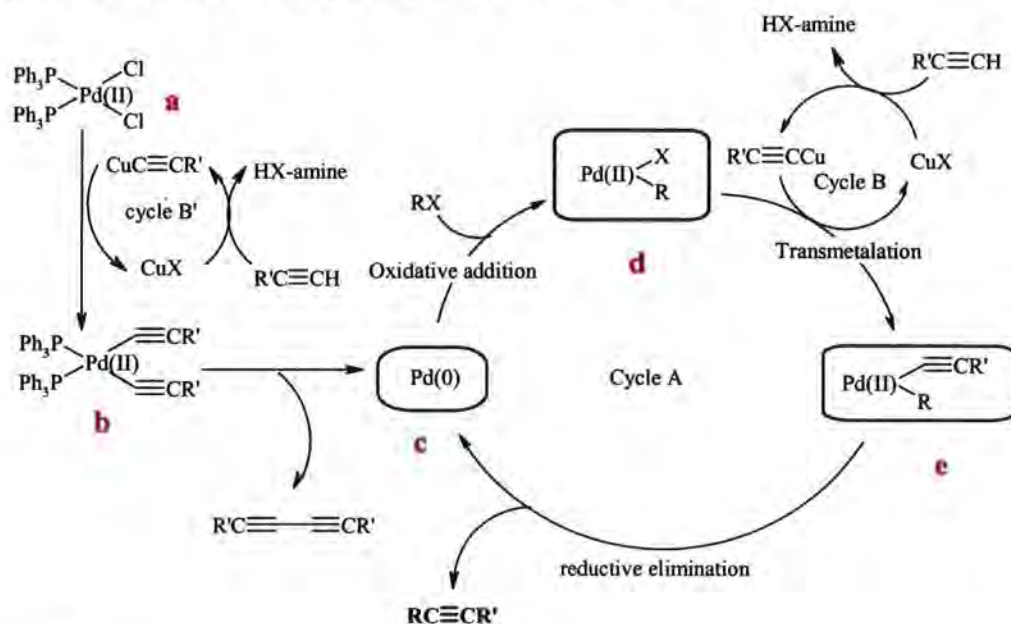 HX-amine
R'C≡CH
Ph3P
Cl
Pd(II)
a
Ph3P
Cl
CuC≡CR'
HX-amine
cycle B'
CuX
R'C≡CH
RX
Oxidative addition
Pd(II)
X
R
d
R'C≡CCu
Cycle B
CuX
Transmetalation
Ph3P
≡CR'
Pd(II)
Ph3P
≡CR'
b
Pd(0)
c
Cycle A
≡CR'
Pd(II)
R
e
R'C≡≡CR'
reductive elimination
RC≡CR'